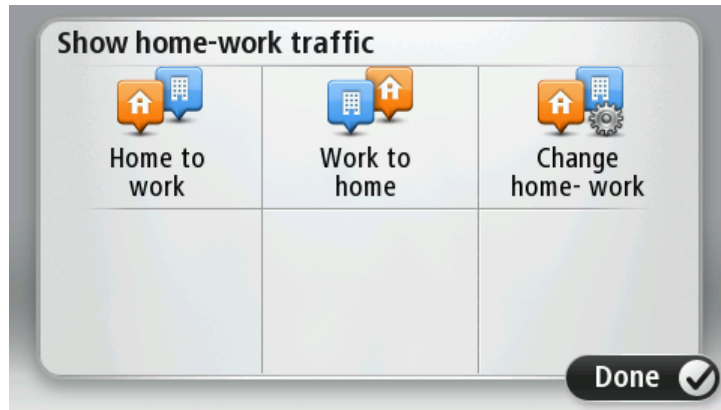 Show home-work traffic
Home to
work
Work to
home
Change
home- work
Done